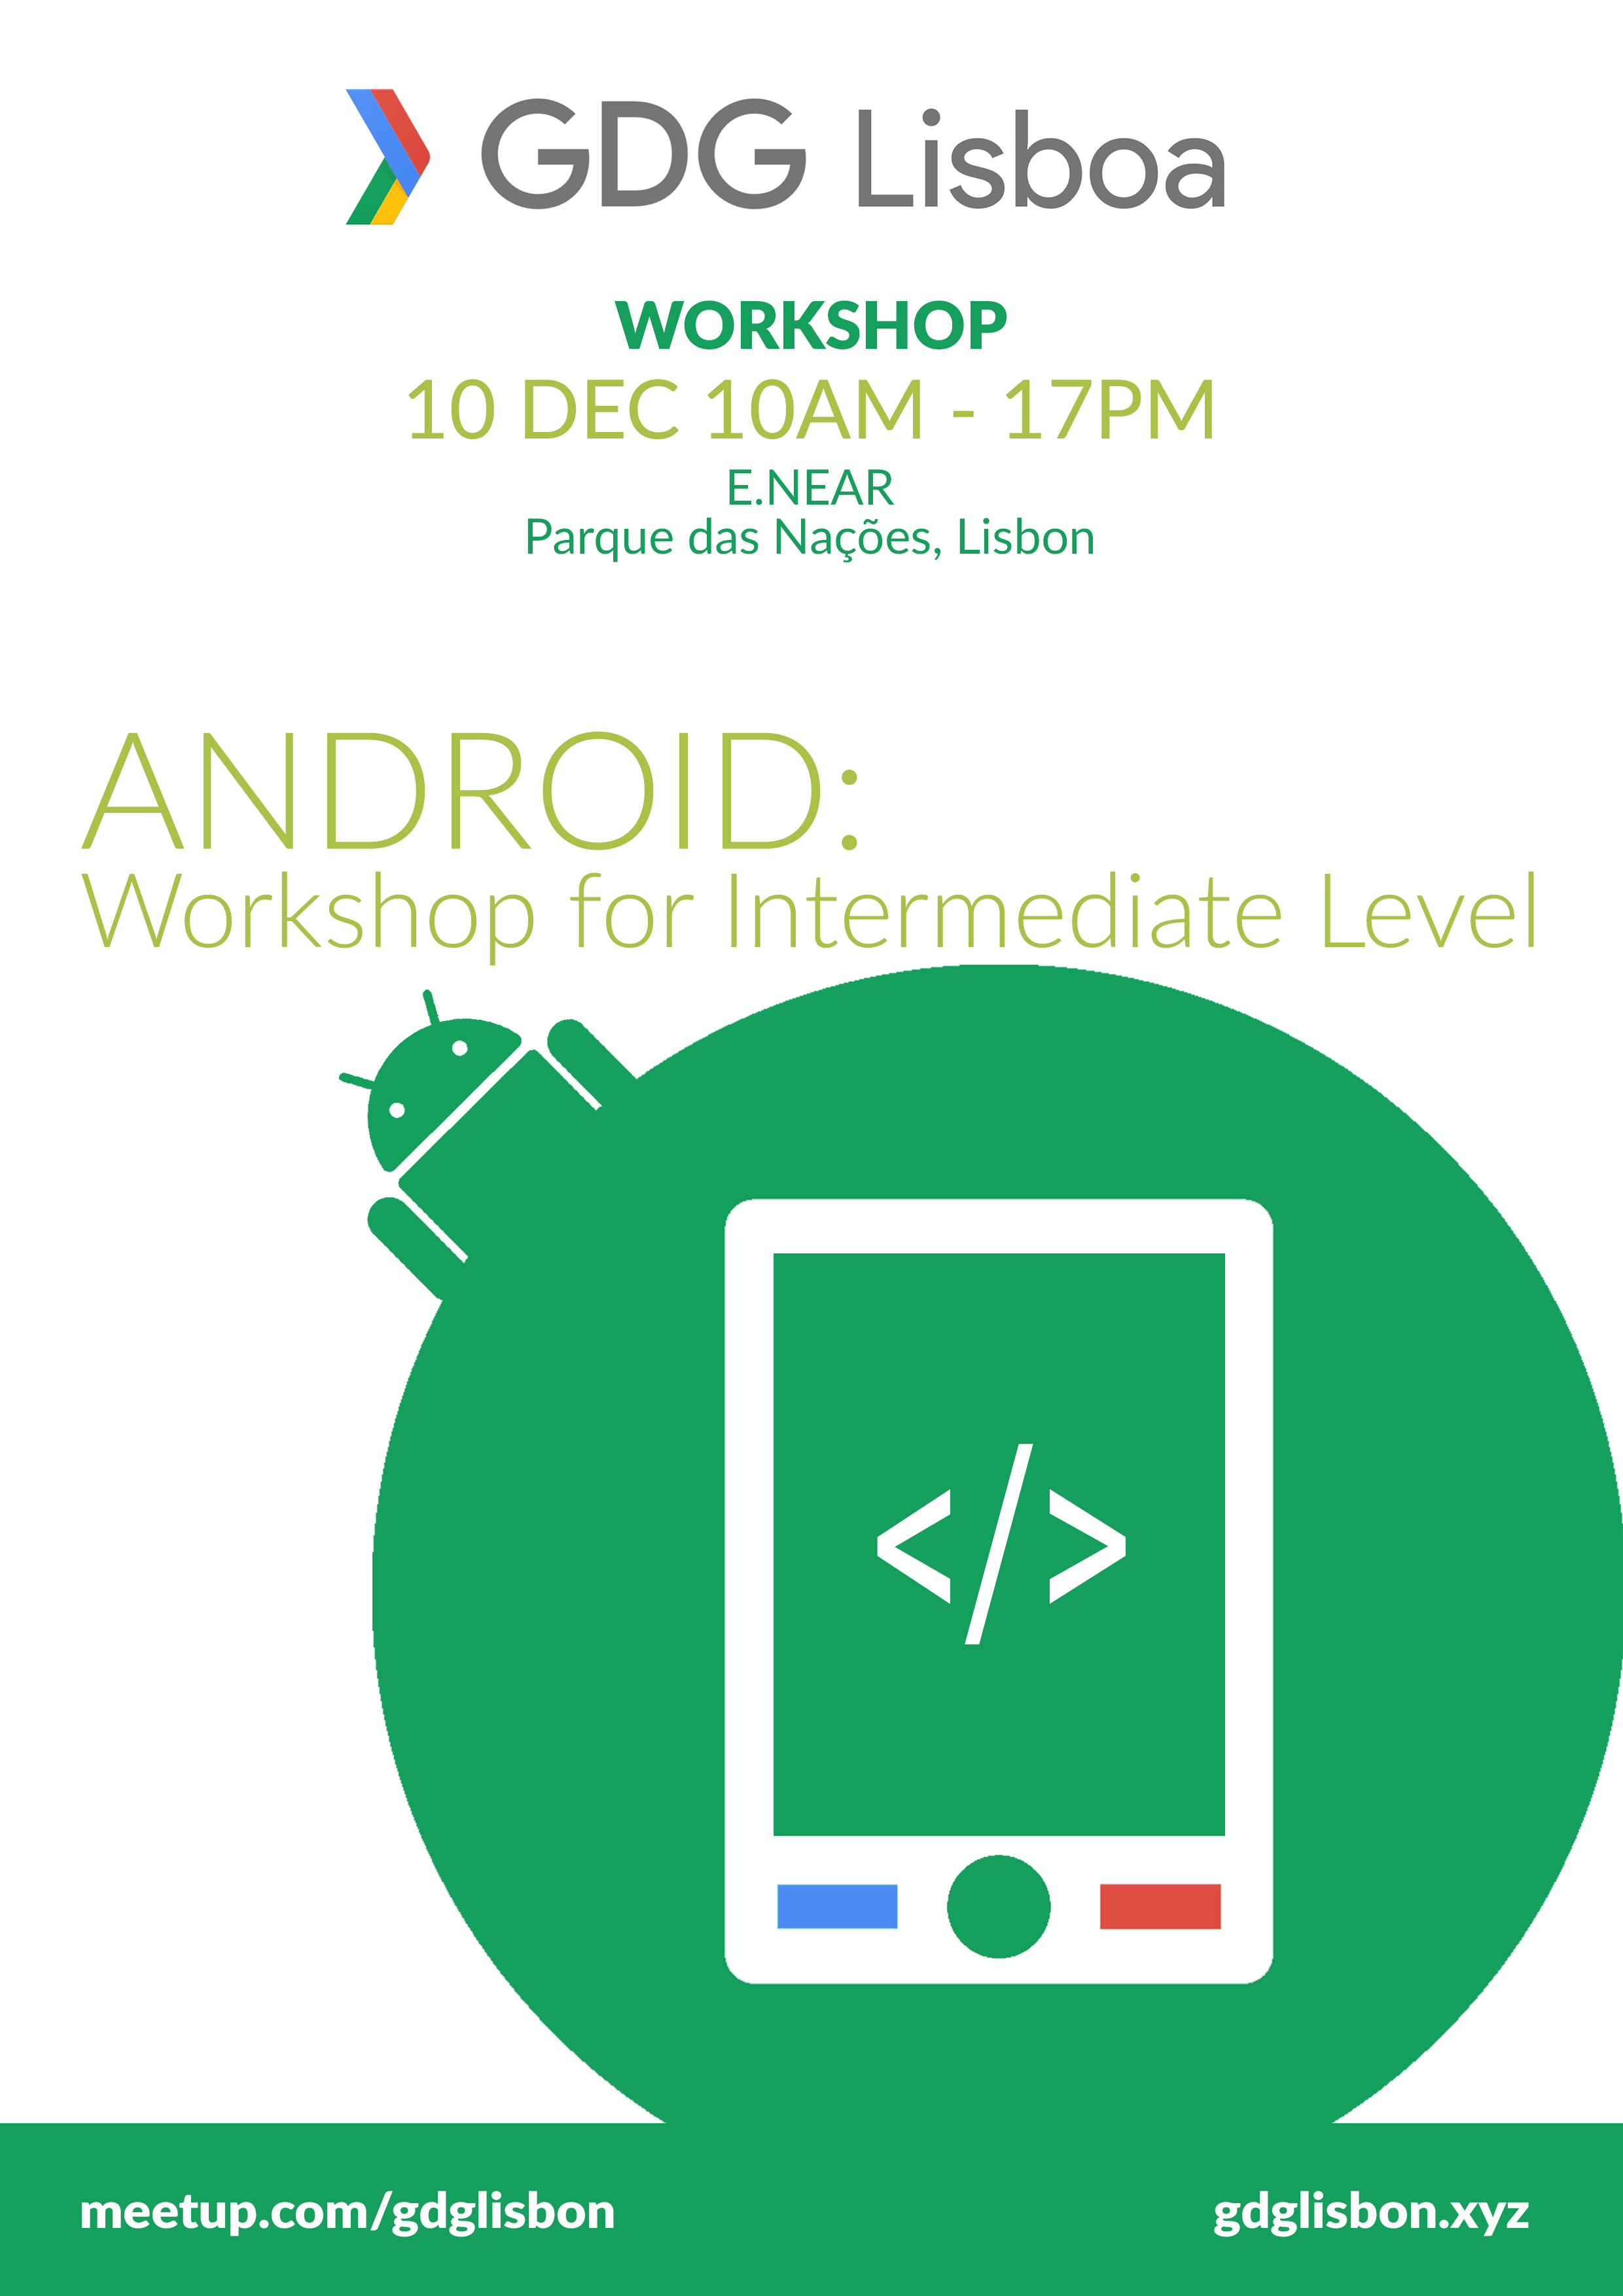 GDG Lisboa
WORKSHOP
10 DEC 10AM - 17PM
E.NEAR
Parque das Nações, Lisbon
ANDROID:
Workshop for Intermediate Level
</>
meetup.com/gdglisbon
gdglisbon.xyz